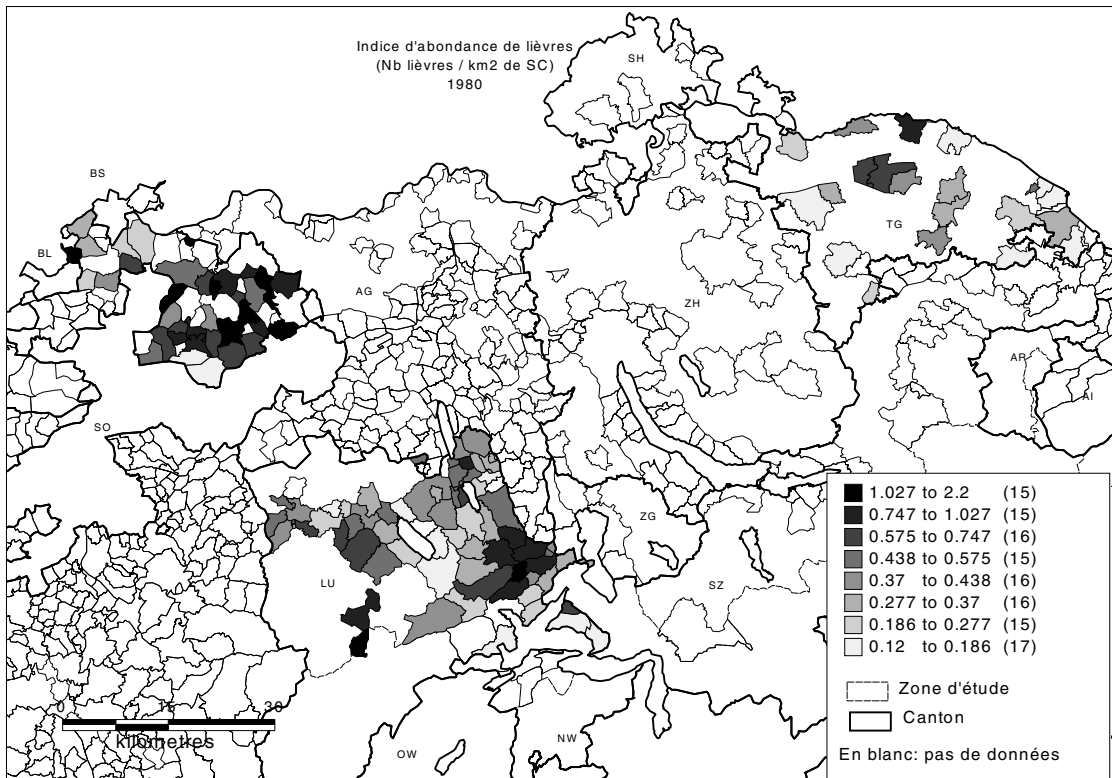 Indice d'abondance de lièvres
(Nb lièvres / km2 de SC)
1980
SH
BS
BL
TG
AG
ZH
AR
AI
SO
ZG
LU
SZ
OW
NW
0 15 30
kilometres
1.027 to 2.2 (15)
0.747 to 1.027 (15)
0.575 to 0.747 (16)
0.438 to 0.575 (15)
0.37 to 0.438 (16)
0.277 to 0.37 (16)
0.186 to 0.277 (15)
0.12 to 0.186 (17)
Zone d'étude
Canton
En blanc: pas de données